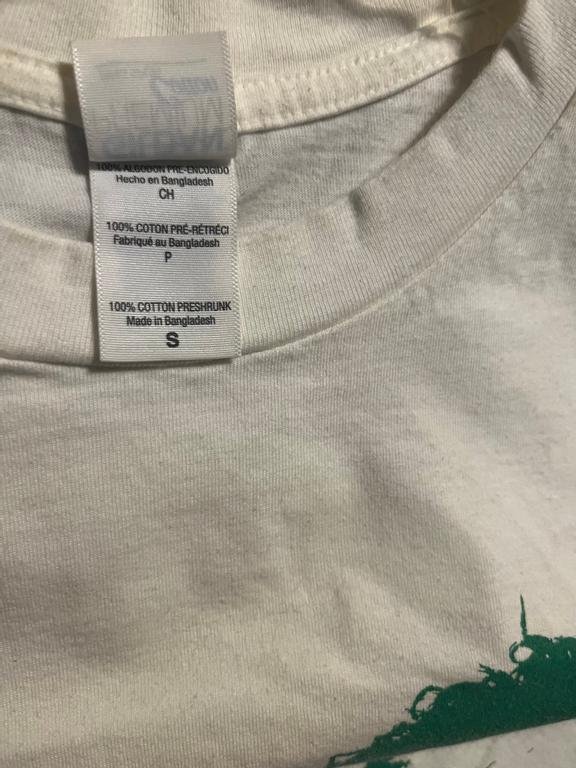 100% ALGODON PRE-ENCOGIDO
Hecho en Bangladesh
CH
100% COTON PRÉ-RÉTRÉCI
Fabriqué au Bangladesh
P
100% COTTON PRESHRUNK
Made in Bangladesh
S